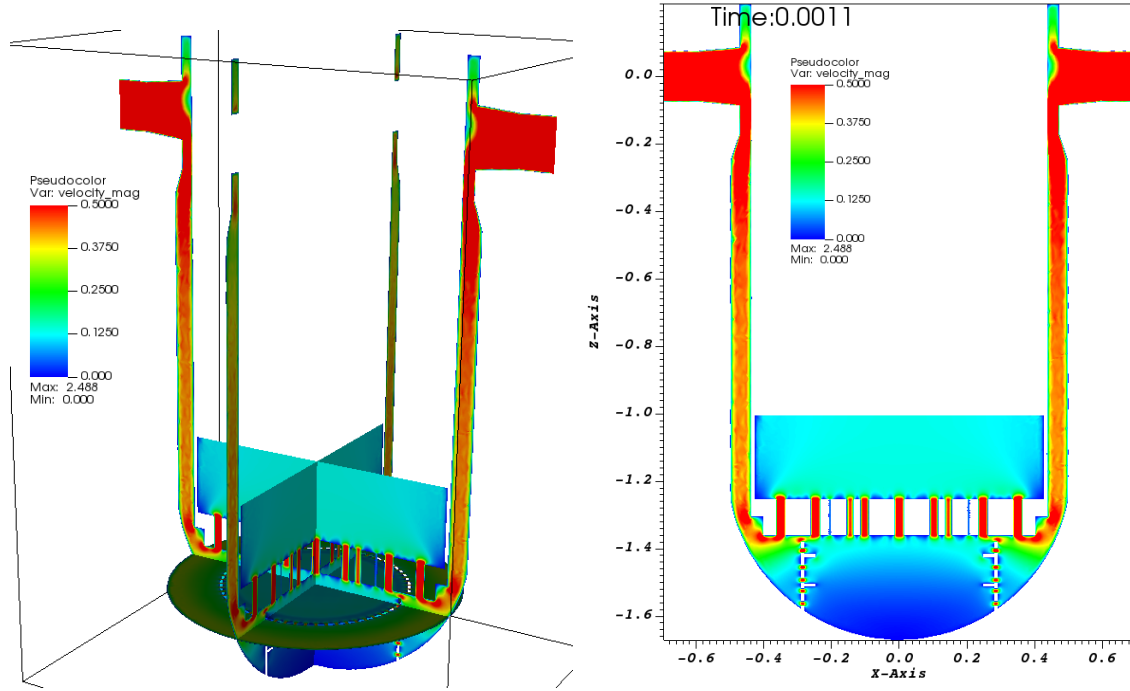 Pseudocolor
Var: velocity_mag
0.5000
0.3750
0.2500
0.1250
0.000
Max: 2.488
Min: 0.000
Time:0.0011
Pseudocolor
Var: velocity_mag
0.5000
0.3750
0.2500
0.1250
0.000
Max: 2.488
Min: 0.000
Z-Axis
0.0
-0.2
-0.4
-0.6
-0.8
-1.0
-1.2
-1.4
-1.6
-0.6 -0.4 -0.2 0.0 0.2 0.4 0.6
X-Axis